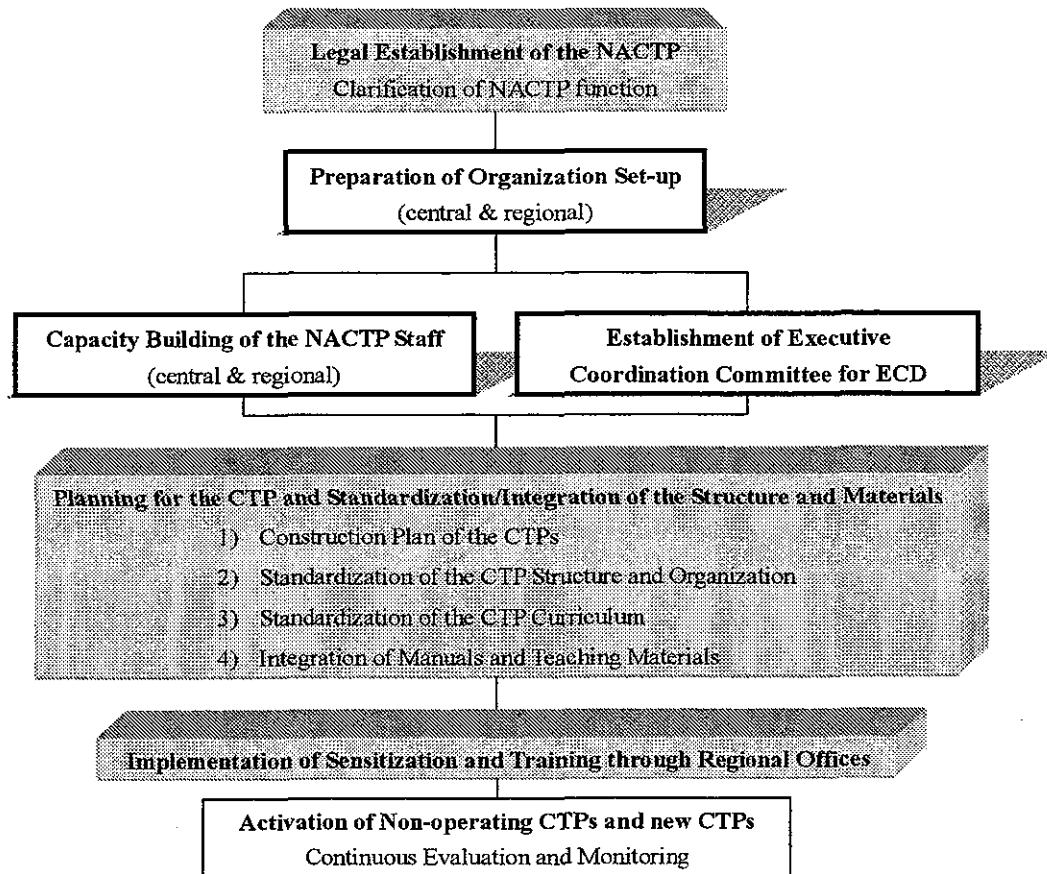 Legal Establishment of the NACTP
Clarification of NACTP function
Preparation of Organization Set-up
(central & regional)
Capacity Building of the NACTP Staff
(central & regional)
Establishment of Executive
Coordination Committee for ECD
Planning for the CTP and Standardization/Integration of the Structure and Materials
1) Construction Plan of the CTPs
2) Standardization of the CTP Structure and Organization
3) Standardization of the CTP Curriculum
4) Integration of Manuals and Teaching Materials
Implementation of Sensitization and Training through Regional Offices
Activation of Non-operating CTPs and new CTPs
Continuous Evaluation and Monitoring